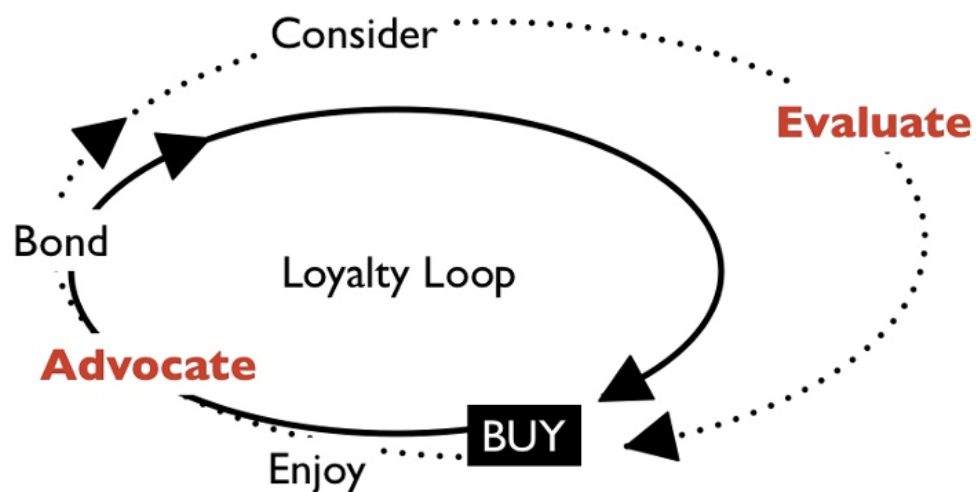 Consider
Evaluate
Bond
Loyalty Loop
Advocate
BUY
Enjoy